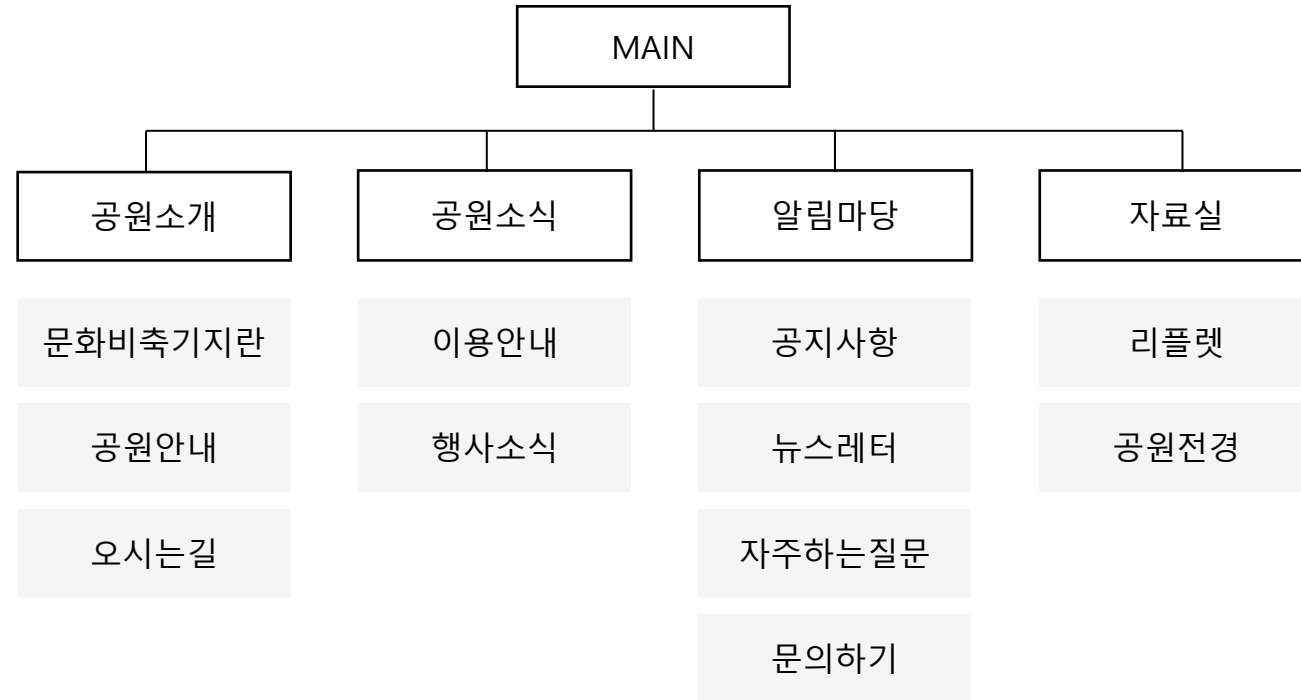 MAIN
공원소개
공원소식
알림마당
자료실
문화비축기지란
이용안내
공지사항
리플렛
공원안내
행사소식
뉴스레터
공원전경
오시는길
자주하는질문
문의하기